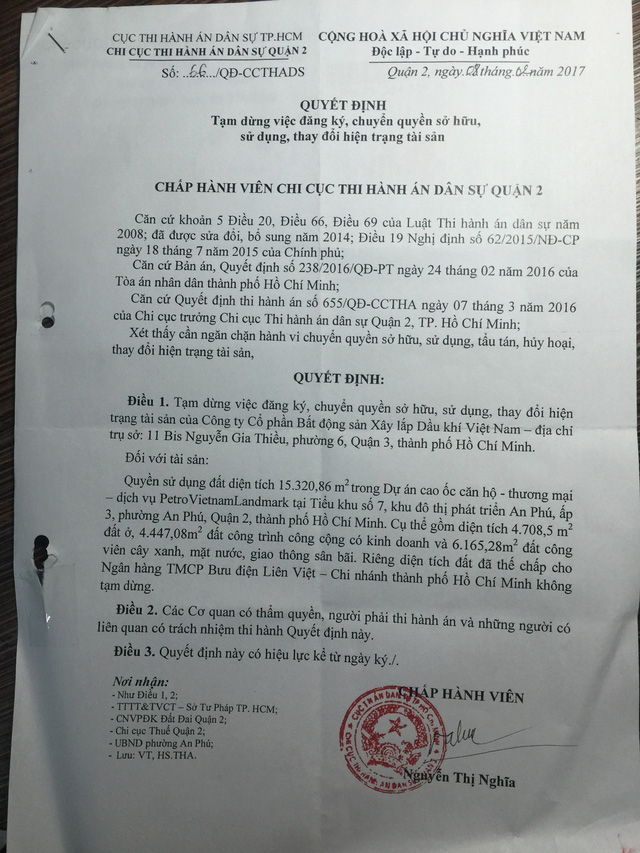 CỤC THI HÀNH ÁN DÂN SỰ TP.HCM
CHI CỤC THI HÀNH ÁN DÂN SỰ QUẬN 2
Số: ..66.../QĐ-CCTHADS
CỘNG HOÀ XÃ HỘI CHỦ NGHĨA VIỆT NAM
Độc lập - Tự do - Hạnh phúc
Quận 2, ngày tháng năm 2017
QUYẾT ĐỊNH
Tạm dừng việc đăng ký, chuyển quyền sở hữu,
sử dụng, thay đổi hiện trạng tài sản
CHẤP HÀNH VIÊN CHI CỤC THI HÀNH ÁN DÂN SỰ QUẬN 2
Căn cứ khoản 5 Điều 20, Điều 66, Điều 69 của Luật Thi hành án dân sự năm
2008; đã được sửa đổi, bổ sung năm 2014; Điều 19 Nghị định số 62/2015/NĐ-CP
ngày 18 tháng 7 năm 2015 của Chính phủ;
Căn cứ Bản án, Quyết định số 238/2016/QĐ-PT ngày 24 tháng 02 năm 2016 của
Tòa án nhân dân thành phố Hồ Chí Minh;
Căn cứ Quyết định thi hành án số 655/QĐ-CCTHA ngày 07 tháng 3 năm 2016
của Chi cục trưởng Chi cục Thi hành án dân sự Quận 2, TP. Hồ Chí Minh;
Xét thấy cần ngăn chặn hành vi chuyển quyền sở hữu, sử dụng, tẩu tán, hủy hoại,
thay đổi hiện trạng tài sản,
QUYẾT ĐỊNH:
Điều 1. Tạm dừng việc đăng ký, chuyển quyền sở hữu, sử dụng, thay đổi hiện
trạng tài sản của Công ty Cổ phần Bất động sản Xây lắp Dầu khí Việt Nam – địa chỉ
trụ sở: 11 Bis Nguyễn Gia Thiều, phường 6, Quận 3, thành phố Hồ Chí Minh.
Đối với tài sản:
Quyền sử dụng đất diện tích 15.320,86 m² trong Dự án cao ốc căn hộ - thương mại
– dịch vụ PetroVietnamLandmark tại Tiểu khu số 7, khu đô thị phát triển An Phú, ấp
3, phường An Phú, Quận 2, thành phố Hồ Chí Minh. Cụ thể gồm diện tích 4.708,5 m²
đất ở, 4.447,08m² đất công trình công cộng có kinh doanh và 6.165,28m² đất công
viên cây xanh, mặt nước, giao thông sân bãi. Riêng diện tích đất đã thế chấp cho
Ngân hàng TMCP Bưu điện Liên Việt – Chi nhánh thành phố Hồ Chí Minh không
tạm dừng.
Điều 2. Các Cơ quan có thẩm quyền, người phải thi hành án và những người có
liên quan có trách nhiệm thi hành Quyết định này.
Điều 3. Quyết định này có hiệu lực kể từ ngày ký./.
Nơi nhận:
- Như Điều 1, 2;
- TTTT&TVCT – Sở Tư Pháp TP. HCM;
- CNVPĐK Đất Đai Quận 2;
- Chi cục Thuế Quận 2;
- UBND phường An Phú;
- Lưu: VT, HS.THA.
CHẤP HÀNH VIÊN
Nguyễn Thị Nghĩa